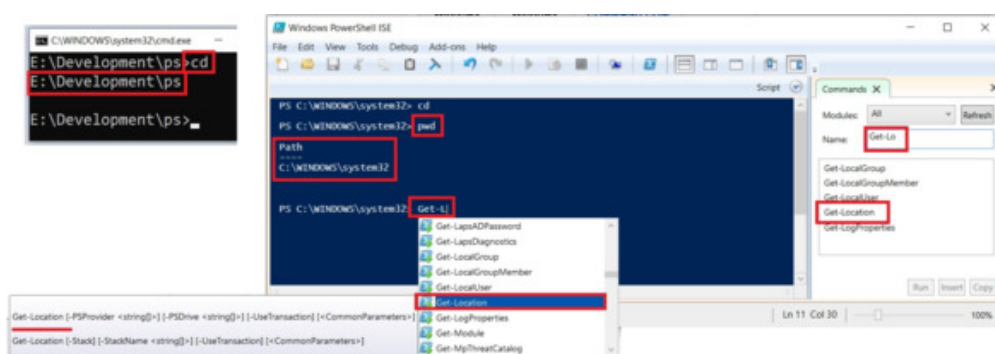 C:\WINDOWS\system32\cmd.exe
E:\Development\ps>cd
E:\Development\ps
E:\Development\ps>
Windows PowerShell ISE
File Edit View Tools Debug Add-ons Help
Script
PS C:\WINDOWS\system32> cd
PS C:\WINDOWS\system32> pwd
Path
----
C:\WINDOWS\system32
PS C:\WINDOWS\system32> Get-L
Get-LapsADPassword
Get-LapsDiagnostics
Get-LocalGroup
Get-LocalGroupMember
Get-LocalUser
Get-Location
Get-LogProperties
Get-Module
Get-MpThreatCatalog
Commands X
Modules: All Refresh
Name: Get-Lo
Get-LocalGroup
Get-LocalGroupMember
Get-LocalUser
Get-Location
Get-LogProperties
Run Insert Copy
Ln 11 Col 30 100%
Get-Location [-PSProvider <string[]>] [-PSDrive <string[]>] [-UseTransaction] [<CommonParameters>]
Get-Location [-Stack] [-StackName <string[]>] [-UseTransaction] [<CommonParameters>]